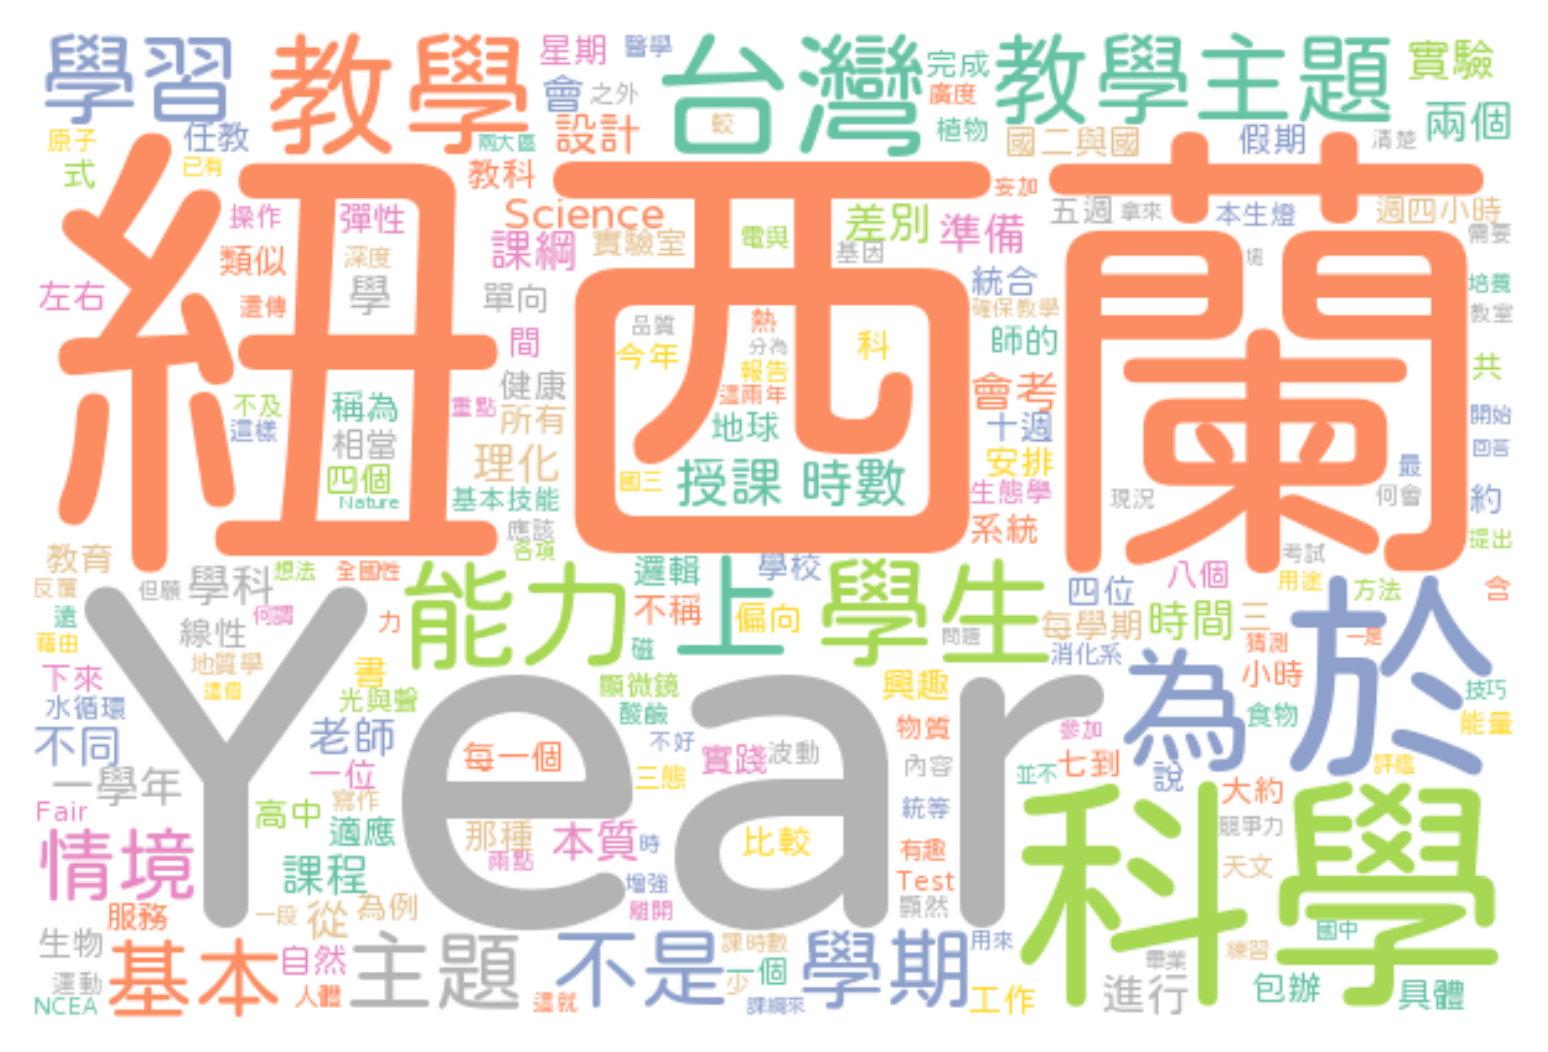 學習
教學
星期
醫學
台灣
完成
教學主題
實驗
會
之外
廣度
原子
任教
兩大區
設計
較
植物
國二與國
假期
清楚
兩個
式
已有
教科
妄加
操作
彈性
Science
差別
準備
五週
拿來
本生燈
週四小時
紐西蘭
類似
深度
課綱
實驗室
電與
基因
需要
左右
遺傳
學
單向
統合
培養
確保教學
教室
間
品質
熱
分為
科
師的
今年
報告
共
不及
稱為
重點
健康
這兩年
會考
這樣
所有
地球
十週
開始
相當
理化
安排
最
回答
四個
國三
授課
時數
生態學
現況
何會
約
Nature
基本技能
應該
各項
系統
提出
教育
但願
學科
想法
全國性
能力
邏輯
學校
上
學生
考試
八個
用途
方法
含
反覆
遠
何謂
力
不稱
偏向
四位
每學期
時間
三
於
藉由
線性
磁
問題
消化系
猜測
一是
地質學
Year
下來
這個
書
顯微鏡
興趣
為
小時
技巧
水循環
光與聲
酸鹼
物質
參加
食物
能量
不同
老師
每一個
不好
實踐
波動
內容
並不
七到
說
評鑑
一學年
一位
三態
科學
大約
Fair
高中
寫作
適應
那種
兩點
本質
時
比較
統等
有趣
競爭力
情境
課程
增強
Test
天文
服務
一段
從
為例
離開
顯然
生物
基本
自然
主題
不是
課時數
一個
學期
用來
國中
練習
運動
人體
這就
少
課綱來
工作
畢業
進行
包辦
具體
NCEA